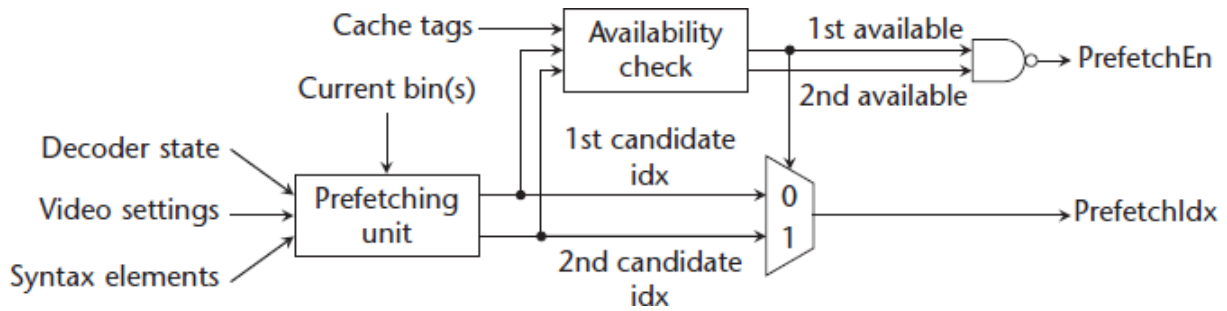 Cache tags
Availability
check
1st available
PrefetchEn
2nd available
Current bin(s)
1st candidate
idx
Decoder state
Video settings
Syntax elements
Prefetching
unit
0
1
PrefetchIdx
2nd candidate
idx